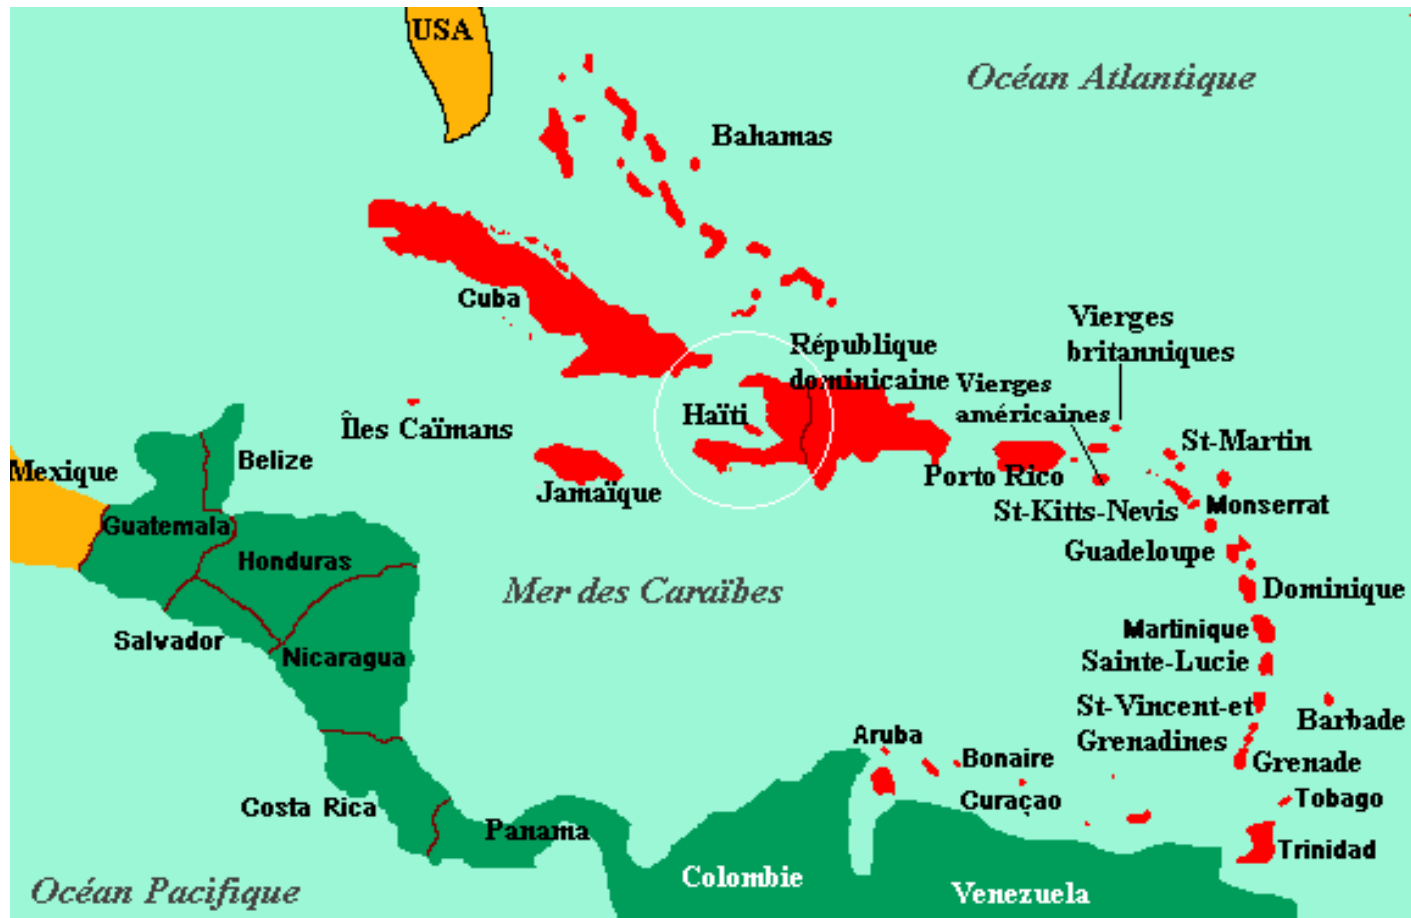 USA
Océan Atlantique
Bahamas
Cuba
Vierges
britanniques
République
dominicaine
Vierges
américaines
Haïti
Îles Caïmans
St-Martin
Belize
Mexique
Jamaïque
Porto Rico
St-Kitts-Nevis
Monserrat
Guatemala
Honduras
Guadeloupe
Mer des Caraïbes
Dominique
Salvador
Martinique
Nicaragua
Sainte-Lucie
St-Vincent-et
Grenadines
Barbade
Aruba
Bonaire
Grenade
Costa Rica
Curaçao
Tobago
Panama
Trinidad
Colombie
Océan Pacifique
Venezuela